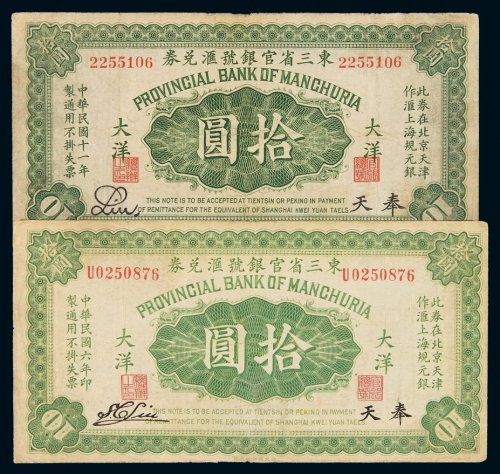 券兌滙號銀官省三東
2255106 2255106
PROVINCIAL BANK OF MANCHURIA
中華民國十一年
製通用不掛失票
此券在北京天津
作滙上海規元銀
大洋
圓拾
大洋
THIS NOTE IS TO BE ACCEPTED AT TIENTSIN OR PEKING IN PAYMENT
OF REMITTANCE FOR THE EQUIVALENT OF SHANGHAI KWEI YUAN TAELS
天奉
10 10
Liu
券兌滙號銀官省三東
U0250876 U0250876
PROVINCIAL BANK OF MANCHURIA
中華民國六年印
製通用不掛失票
此券在北京天津
作滙上海規元銀
大洋
圓拾
大洋
THIS NOTE IS TO BE ACCEPTED AT TIENTSIN OR PEKING IN PAYMENT
OF REMITTANCE FOR THE EQUIVALENT OF SHANGHAI KWEI YUAN TAELS
天奉
10 10